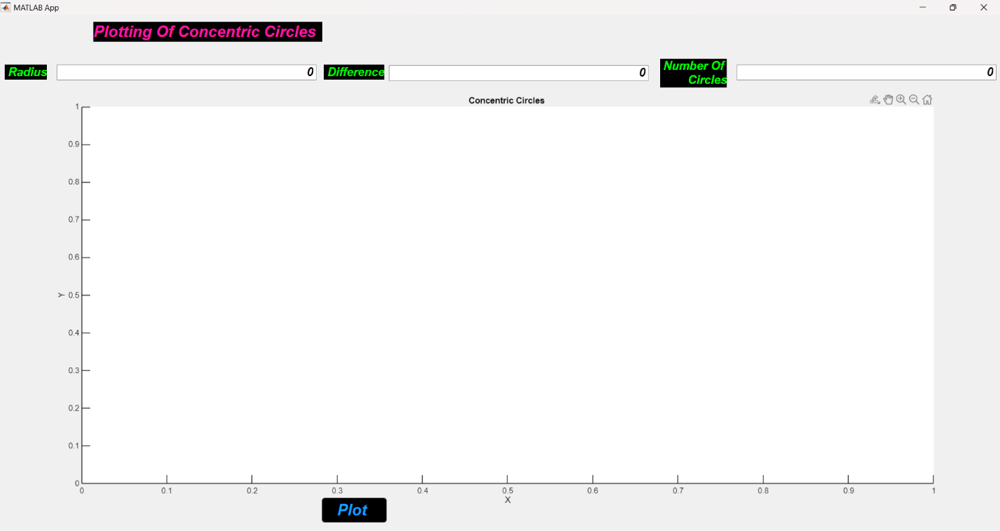 MATLAB App
Plotting Of Concentric Circles
Radius
0
Difference
0
Number Of
Circles
0
Concentric Circles
1
0.9
0.8
0.7
0.6
Y
0.5
0.4
0.3
0.2
0.1
0
0
0.1
0.2
0.3
0.4
0.5
0.6
0.7
0.8
0.9
1
X
Plot